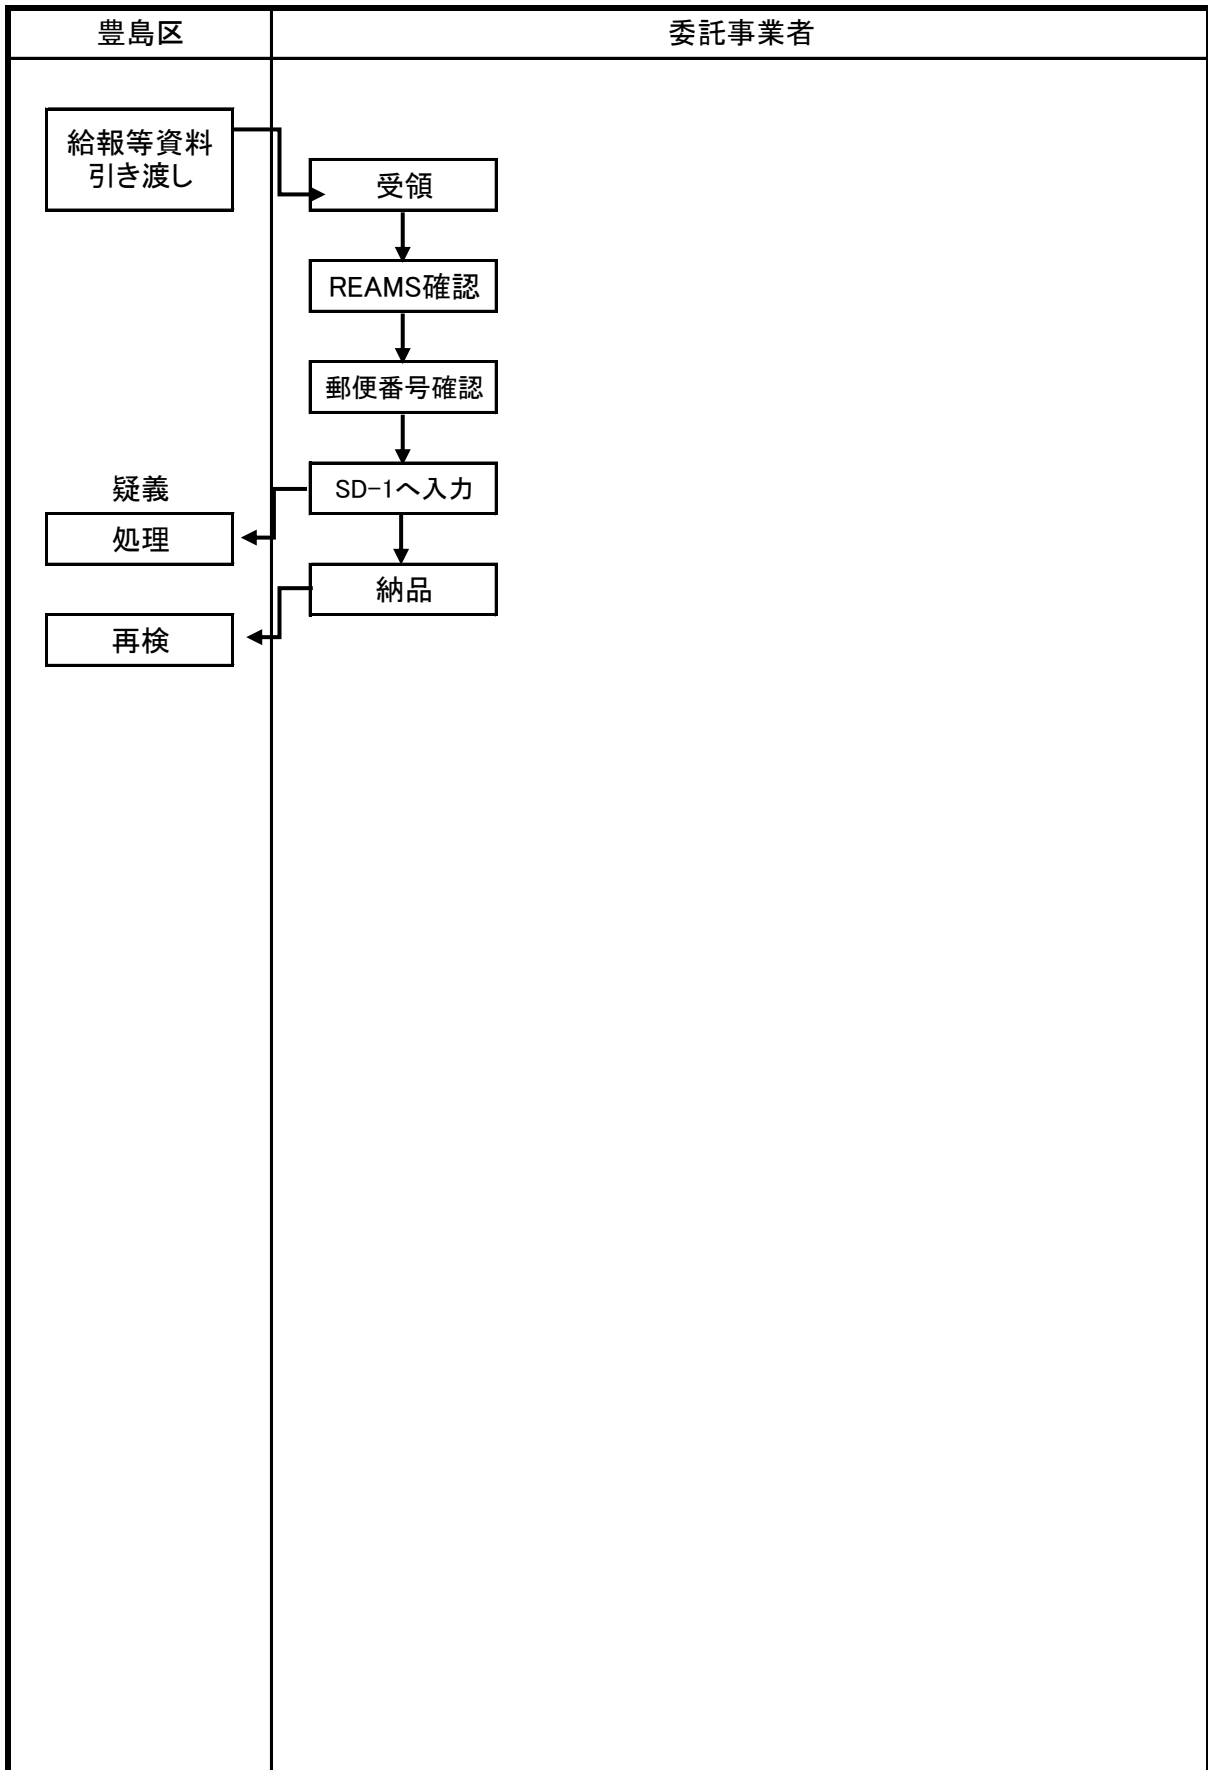 豊島区
委託事業者
給報等資料
引き渡し
受領
REAMS確認
郵便番号確認
SD-1へ入力
疑義
処理
納品
再検